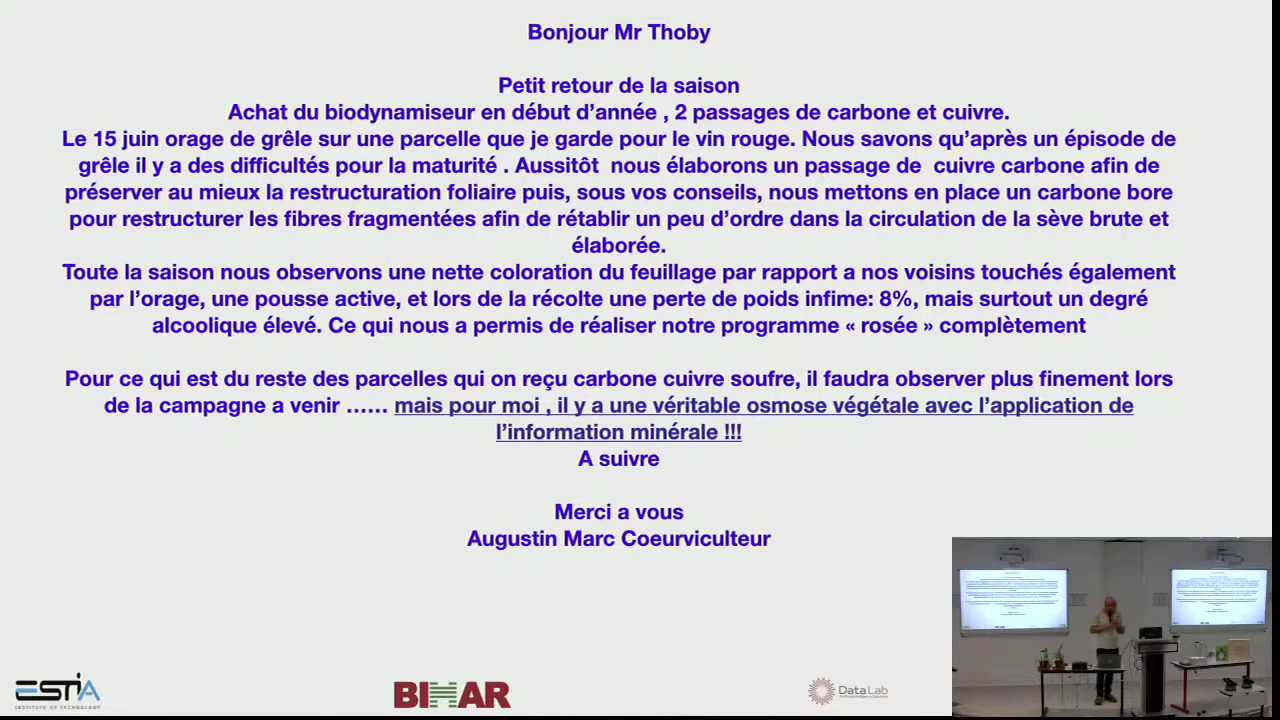 Bonjour Mr Thoby
Petit retour de la saison
Achat du biodynamiseur en début d’année , 2 passages de carbone et cuivre.
Le 15 juin orage de grêle sur une parcelle que je garde pour le vin rouge. Nous savons qu’après un épisode de
grêle il y a des difficultés pour la maturité . Aussitôt  nous élaborons un passage de  cuivre carbone afin de
préserver au mieux la restructuration foliaire puis, sous vos conseils, nous mettons en place un carbone bore
pour restructurer les fibres fragmentées afin de rétablir un peu d’ordre dans la circulation de la sève brute et
élaborée.
Toute la saison nous observons une nette coloration du feuillage par rapport a nos voisins touchés également
par l’orage, une pousse active, et lors de la récolte une perte de poids infime: 8%, mais surtout un degré
alcoolique élevé. Ce qui nous a permis de réaliser notre programme « rosée » complètement
Pour ce qui est du reste des parcelles qui on reçu carbone cuivre soufre, il faudra observer plus finement lors
de la campagne a venir …… mais pour moi , il y a une véritable osmose végétale avec l’application de
l’information minérale !!!
A suivre
Merci a vous
Augustin Marc Coeurviculteur
ESTIA
INSTITUTE OF TECHNOLOGY
BIHAR
DataLab